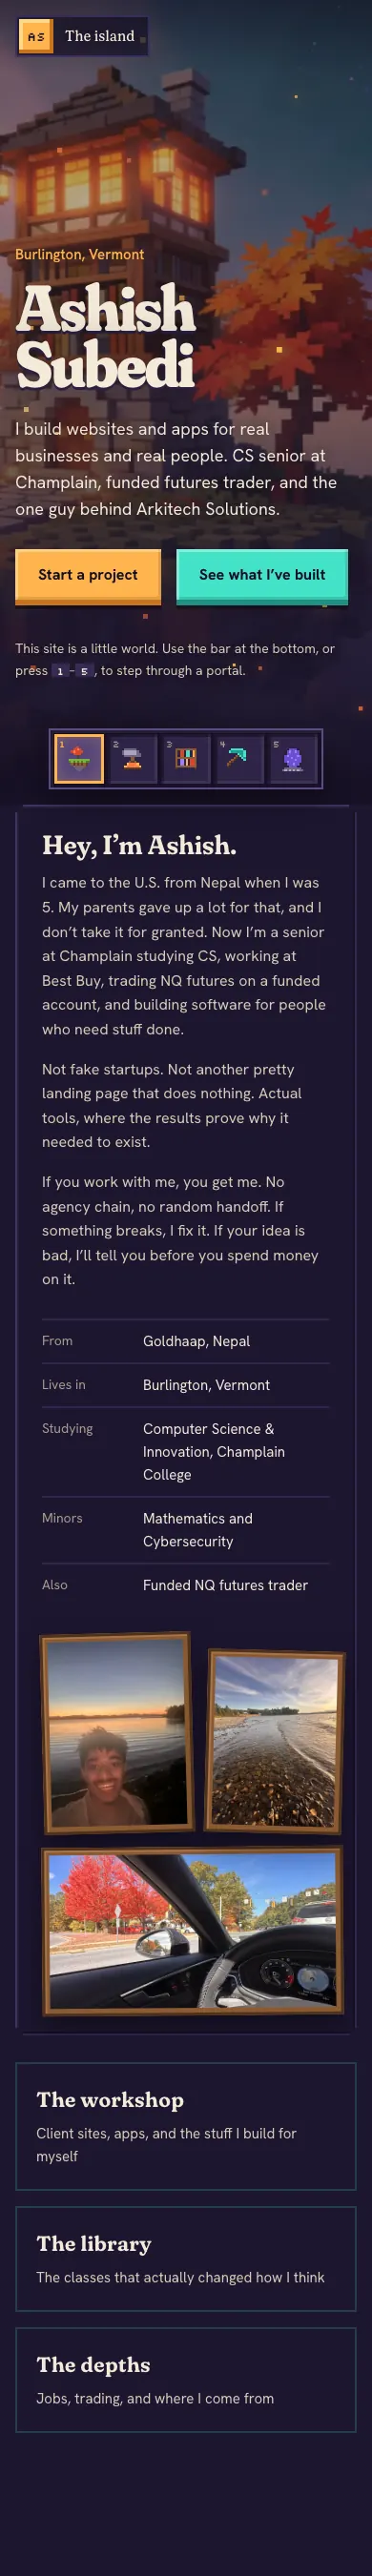 AS The island
Burlington, Vermont
Ashish
Subedi
I build websites and apps for real
businesses and real people. CS senior at
Champlain, funded futures trader, and the
one guy behind Arkitech Solutions.
Start a project See what I’ve built
This site is a little world. Use the bar at the bottom, or
press 1–5, to step through a portal.
1 2 3 4 5
Hey, I’m Ashish.
I came to the U.S. from Nepal when I was
5. My parents gave up a lot for that, and I
don’t take it for granted. Now I’m a senior
at Champlain studying CS, working at
Best Buy, trading NQ futures on a funded
account, and building software for people
who need stuff done.
Not fake startups. Not another pretty
landing page that does nothing. Actual
tools, where the results prove why it
needed to exist.
If you work with me, you get me. No
agency chain, no random handoff. If
something breaks, I fix it. If your idea is
bad, I’ll tell you before you spend money
on it.
From Goldhaap, Nepal
Lives in Burlington, Vermont
Studying Computer Science &
Innovation, Champlain
College
Minors Mathematics and
Cybersecurity
Also Funded NQ futures trader
The workshop
Client sites, apps, and the stuff I build for
myself
The library
The classes that actually changed how I think
The depths
Jobs, trading, and where I come from